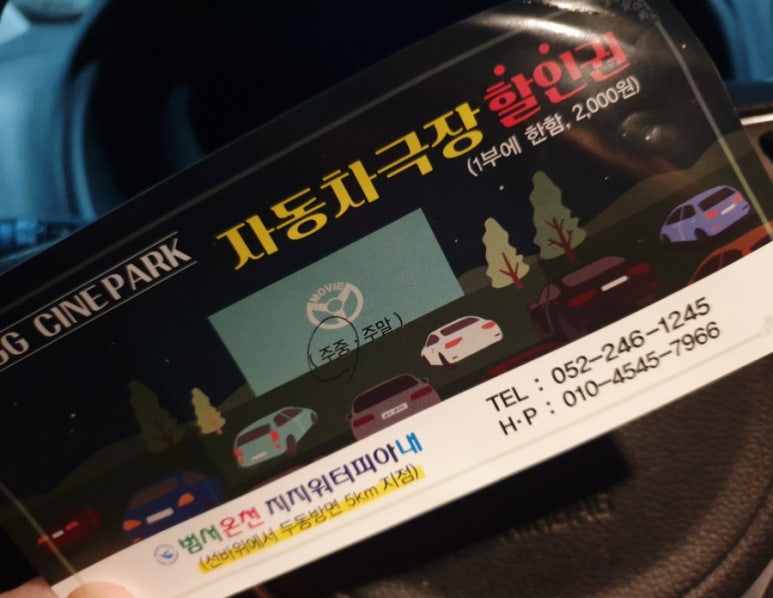 자동차극장 할인권
(1부에 한함, 2,000원)
GG CINEPARK
MOVIE
(주중 · 주말)
TEL : 052-246-1245
H·P : 010-4545-7966
범서온천 지지워터피아내
(선바위에서 두동방면 5km 지점)